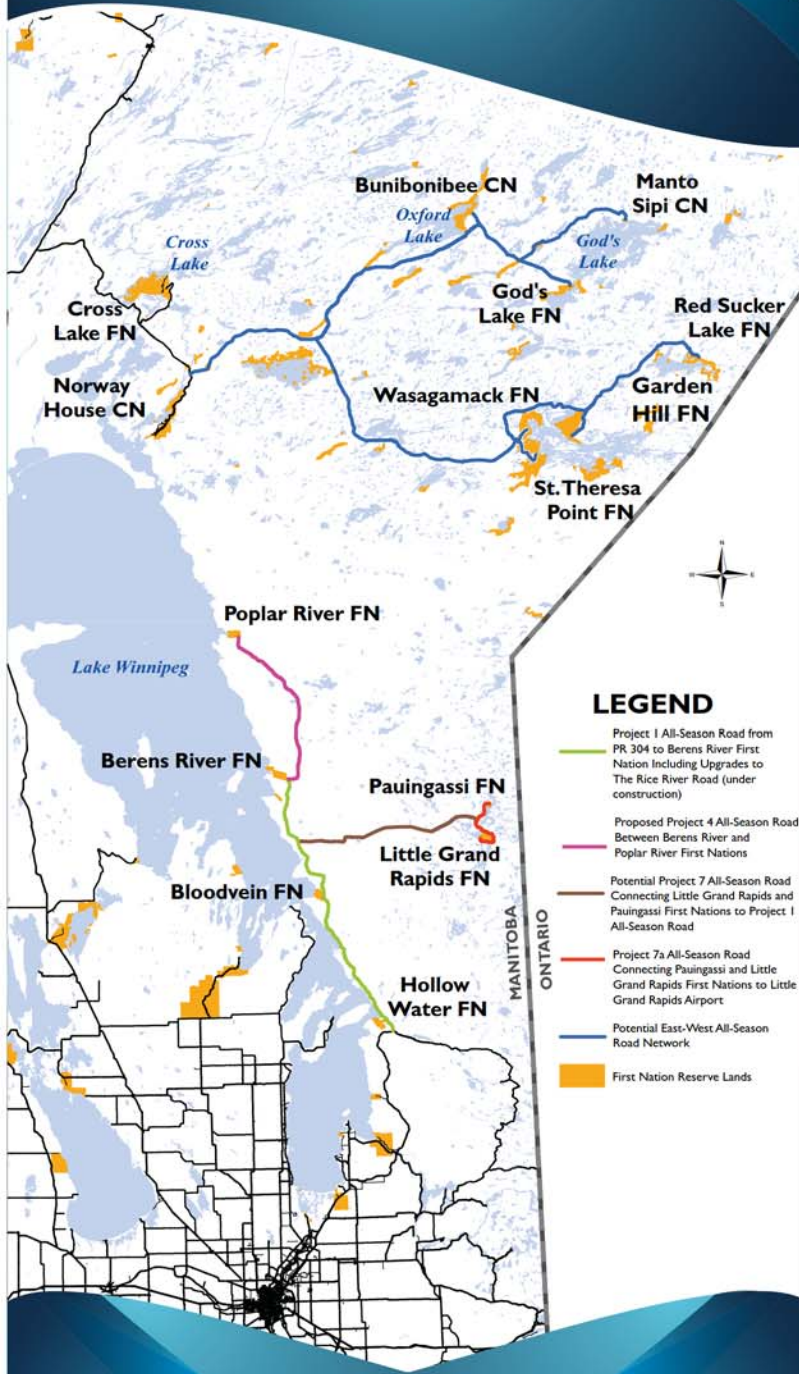 Bunibonibee CN
Manto
Sipi CN
Oxford
Lake
Cross
Lake
God's
Lake
God's
Lake FN
Cross
Lake FN
Red Sucker
Lake FN
Norway
House CN
Wasagamack FN
Garden
Hill FN
St. Theresa
Point FN
N
W
E
S
Poplar River FN
Lake Winnipeg
Berens River FN
Pauingassi FN
Little Grand
Rapids FN
Bloodvein FN
Hollow
Water FN
MANITOBA
ONTARIO
LEGEND
Project 1 All-Season Road from
PR 304 to Berens River First
Nation Including Upgrades to
The Rice River Road (under
construction)
Proposed Project 4 All-Season Road
Between Berens River and
Poplar River First Nations
Potential Project 7 All-Season Road
Connecting Little Grand Rapids and
Pauingassi First Nations to Project 1
All-Season Road
Project 7a All-Season Road
Connecting Pauingassi and Little
Grand Rapids First Nations to Little
Grand Rapids Airport
Potential East-West All-Season
Road Network
First Nation Reserve Lands